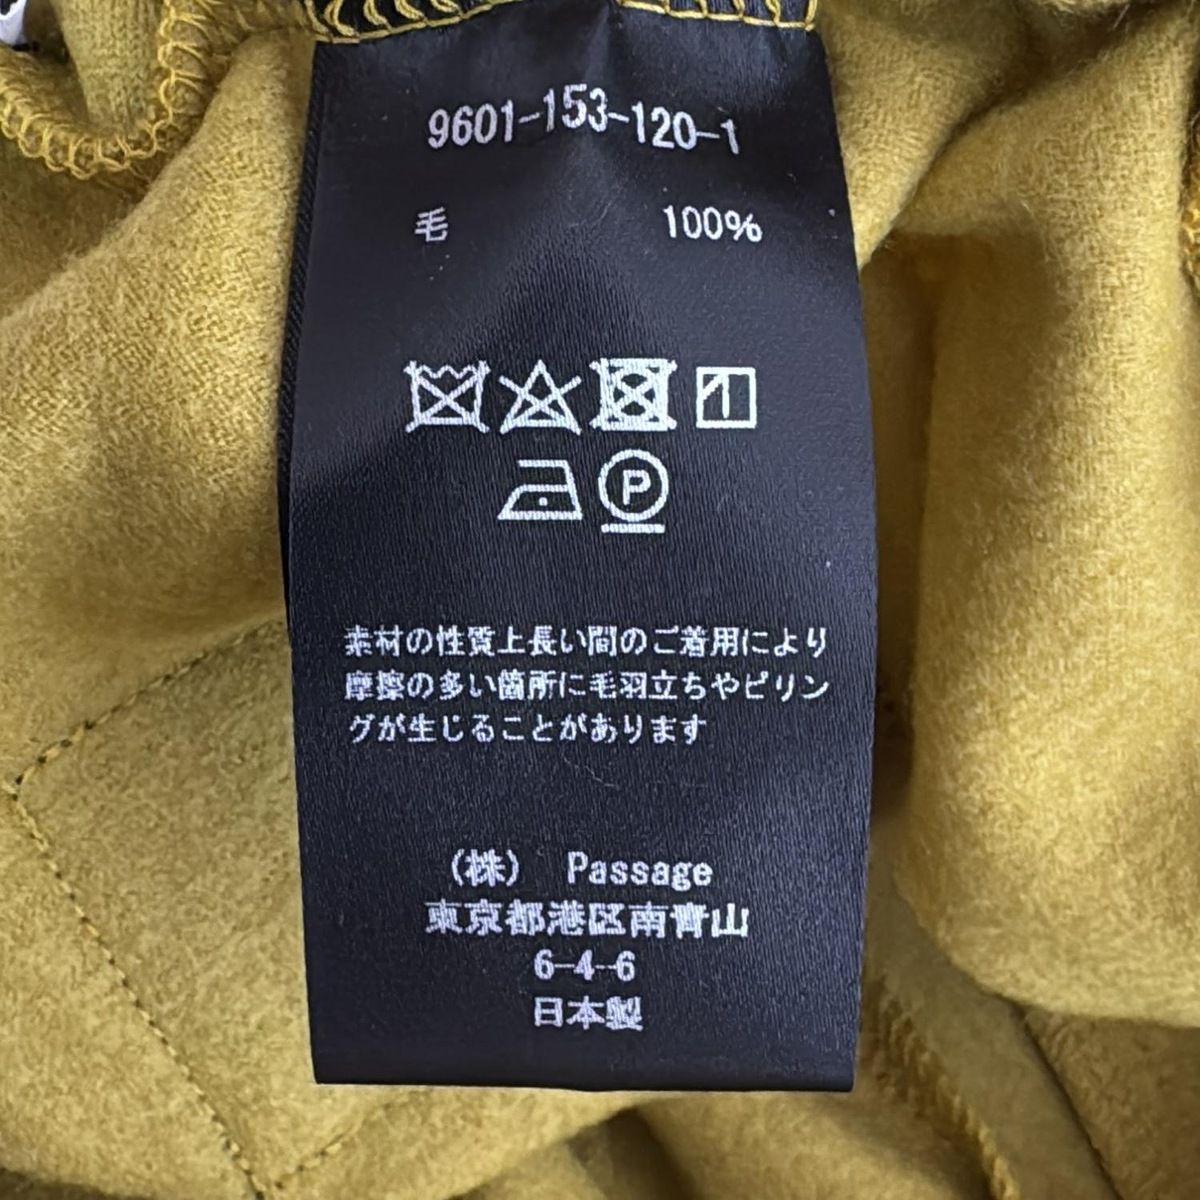 9601-153-120-1
毛 100%
P
素材の性質上長い間のご着用により
摩擦の多い箇所に毛羽立ちやピリン
グが生じることがあります
(株) Passage
東京都港区南青山
6-4-6
日本製